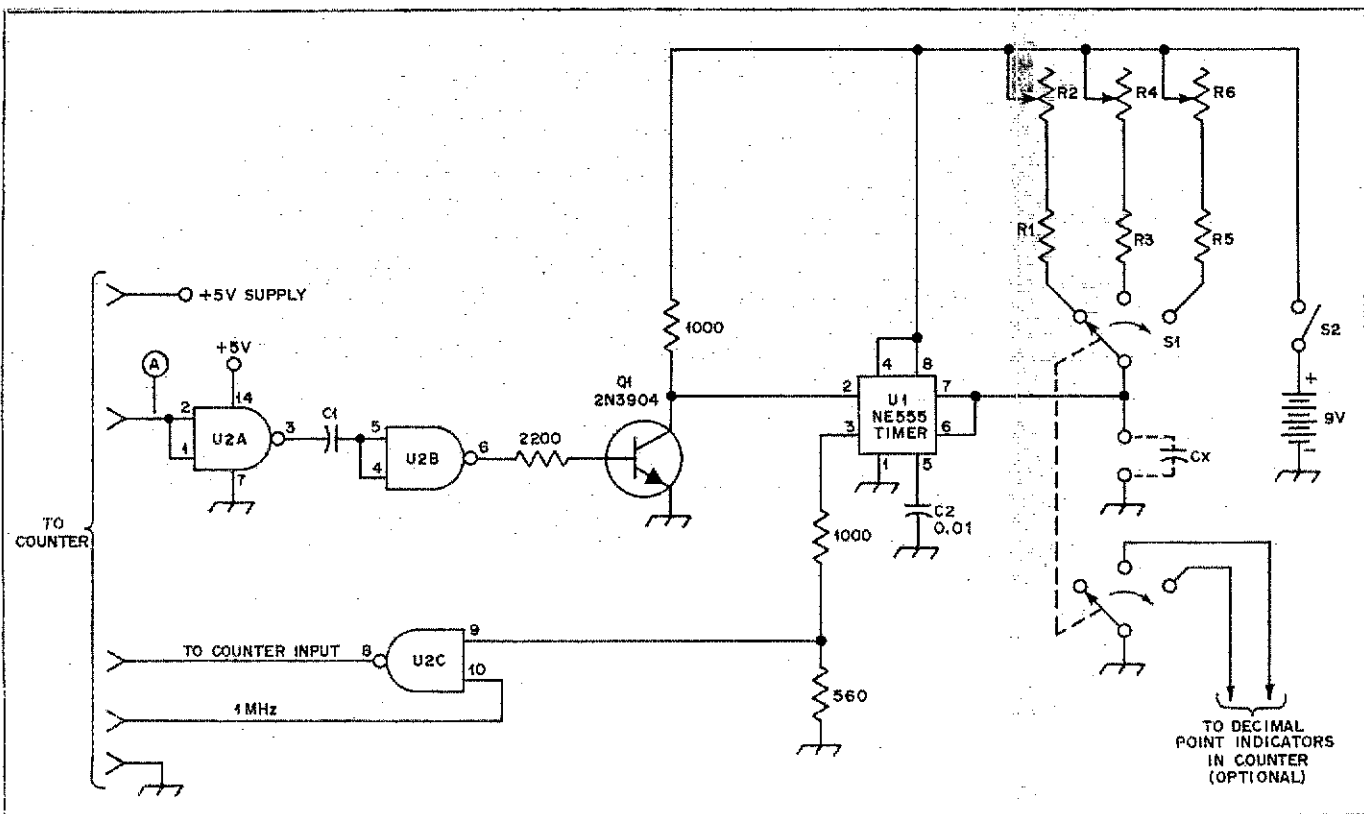 R2
R4
R6
R1
R3
R5
+5V SUPPLY
1000
S1
S2
A
+5V
14
2
1
U2A
3
7
C1
5
4
U2B
6
2200
Q1
2N3904
4
8
2
7
U1
NE555
TIMER
3
6
1
5
+
9V
-
CX
C2
0.01
TO
COUNTER
1000
TO COUNTER INPUT
8
U2C
9
10
560
1MHz
TO DECIMAL
POINT INDICATORS
IN COUNTER
(OPTIONAL)